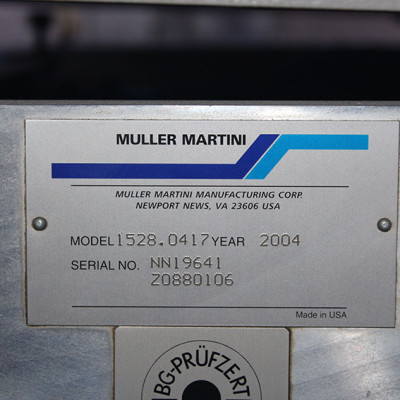 MULLER MARTINI
MULLER MARTINI MANUFACTURING CORP.
NEWPORT NEWS, VA 23606 USA
MODEL 1528.0417 YEAR 2004
SERIAL NO. NN19641
Z0880106
Made in USA
BG-PRÜFZERT